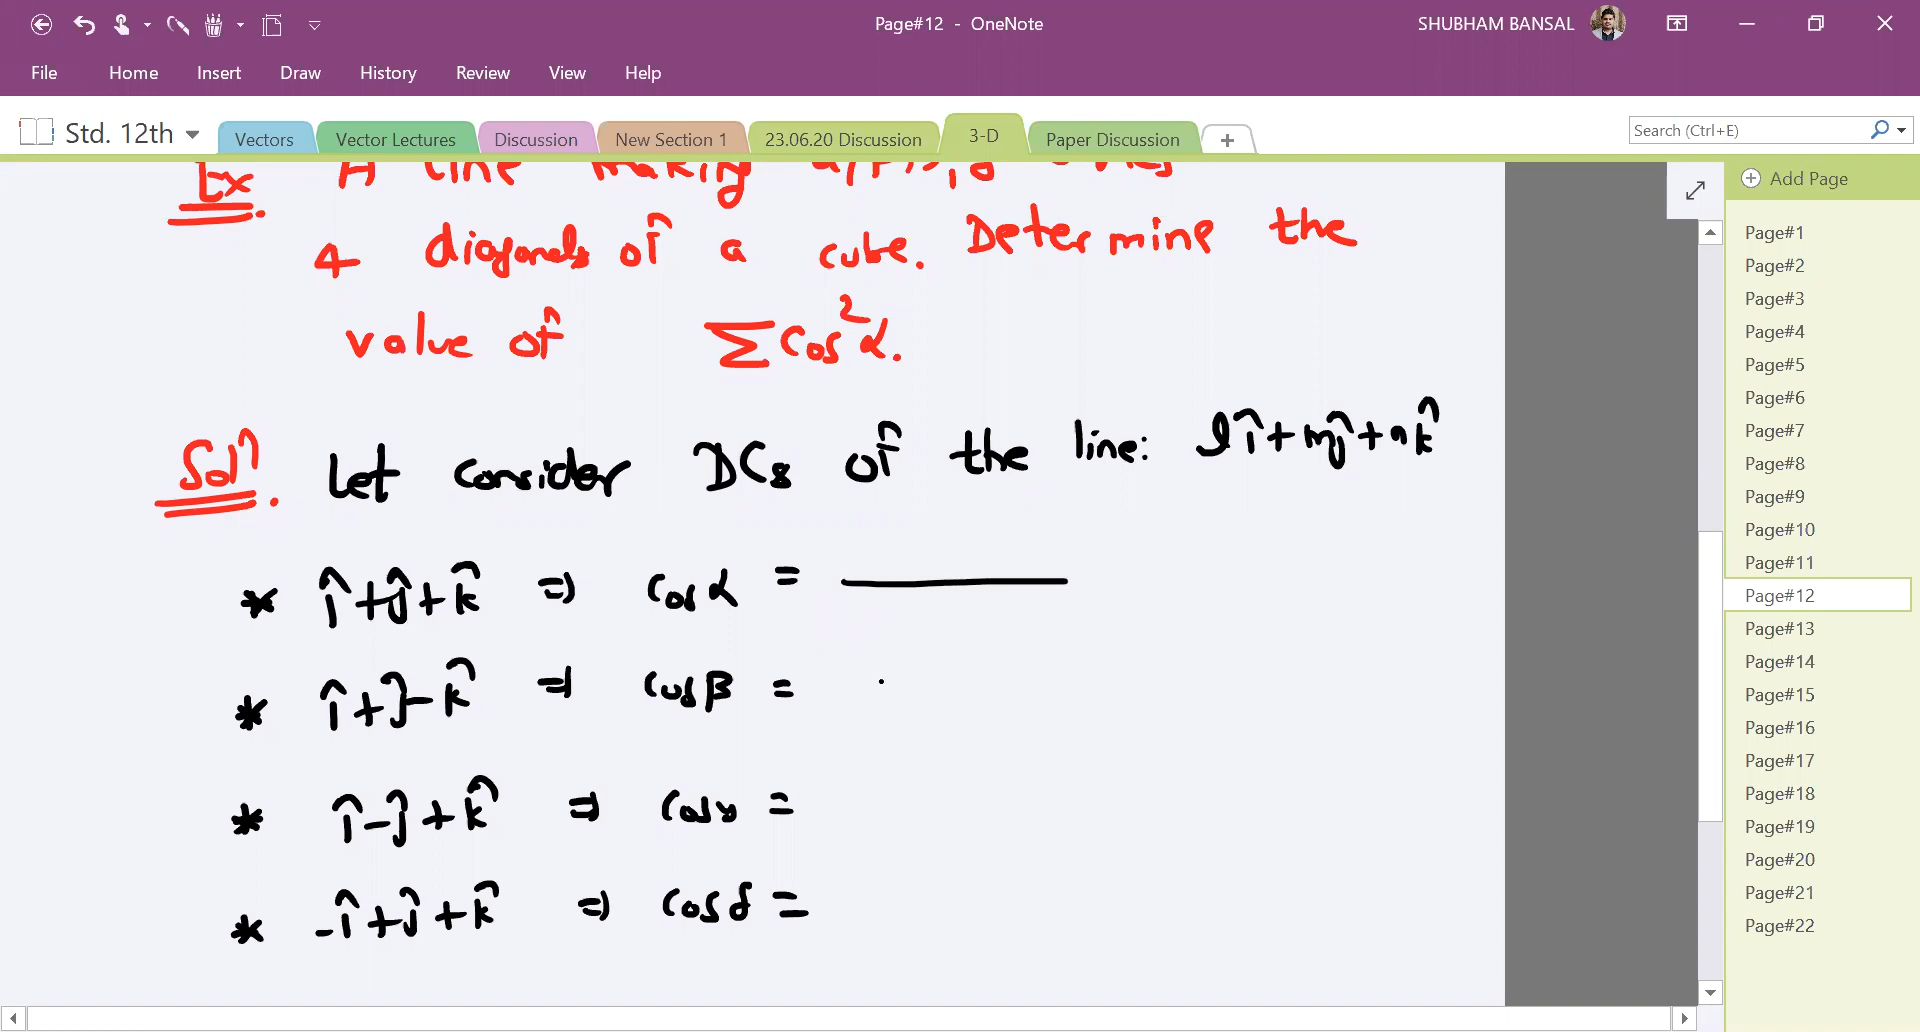 Page#12 - OneNote
SHUBHAM BANSAL
File Home Insert Draw History Review View Help
Std. 12th
Vectors Vector Lectures Discussion New Section 1 23.06.20 Discussion 3-D Paper Discussion +
Search (Ctrl+E)
Add Page
Ex A line making
4 diagonals of a cube. Determine the
value of ∑cos²α.
Solⁿ. Let consider DCs of the line: lî+mĵ+nk̂
* î+ĵ+k̂ ⇒ cosα =
* î+ĵ-k̂ ⇒ cosβ =
* î-ĵ+k̂ ⇒ cosγ =
* -î+ĵ+k̂ ⇒ cosδ =
Page#1
Page#2
Page#3
Page#4
Page#5
Page#6
Page#7
Page#8
Page#9
Page#10
Page#11
Page#12
Page#13
Page#14
Page#15
Page#16
Page#17
Page#18
Page#19
Page#20
Page#21
Page#22